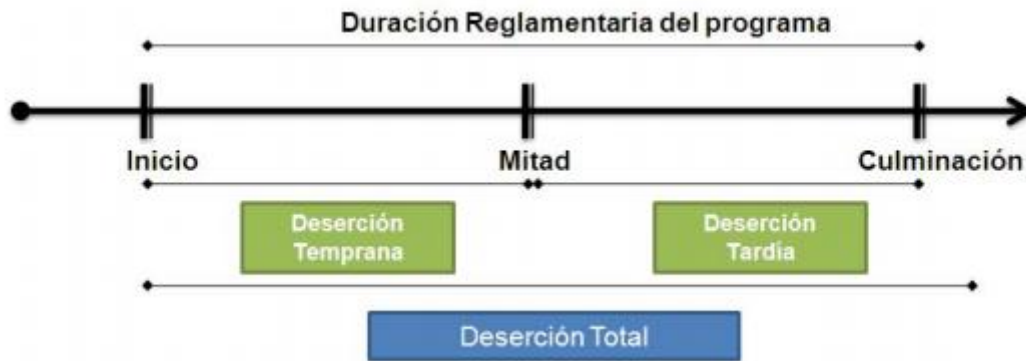 Duración Reglamentaria del programa
Inicio
Mitad
Culminación
Deserción
Temprana
Deserción
Tardía
Deserción Total